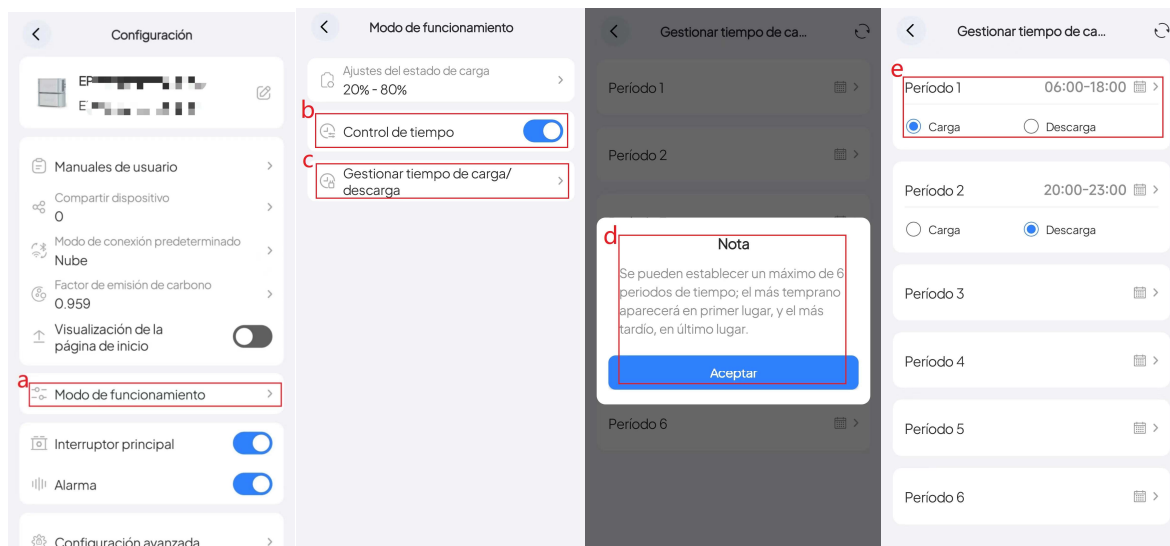 Configuración
EP
E
Manuales de usuario
Compartir dispositivo
0
Modo de conexión predeterminado
Nube
Factor de emisión de carbono
0.959
Visualización de la
página de inicio
a
Modo de funcionamiento
Interruptor principal
Alarma
Configuración avanzada
Modo de funcionamiento
Ajustes del estado de carga
20% - 80%
b
Control de tiempo
c
Gestionar tiempo de carga/
descarga
Gestionar tiempo de ca...
Período 1
Período 2
d
Nota
Se pueden establecer un máximo de 6
periodos de tiempo; el más temprano
aparecerá en primer lugar, y el más
tardío, en último lugar.
Aceptar
Período 6
Gestionar tiempo de ca...
e
Período 1 06:00-18:00
Carga Descarga
Período 2 20:00-23:00
Carga Descarga
Período 3
Período 4
Período 5
Período 6